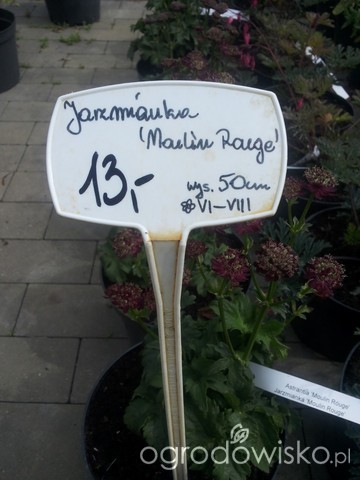 Jarzmianka
'Moulin Rouge'
13,-
wys. 50cm
VI-VIII
Astrantia 'Moulin Rouge'
Jarzmianka 'Moulin Rouge'
ogrodowisko.pl